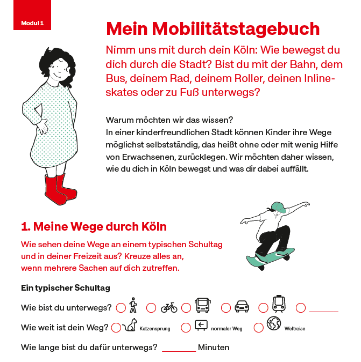 Modul 1
Mein Mobilitätstagebuch
Nimm uns mit durch dein Köln: Wie bewegst du
dich durch die Stadt? Bist du mit der Bahn, dem
Bus, deinem Rad, deinem Roller, deinen Inline-
skates oder zu Fuß unterwegs?
Warum möchten wir das wissen?
In einer kinderfreundlichen Stadt können Kinder ihre Wege
möglichst selbstständig, das heißt ohne oder mit wenig Hilfe
von Erwachsenen, zurücklegen. Wir möchten daher wissen,
wie du dich in Köln bewegst und was dir dabei auffällt.
1. Meine Wege durch Köln
Wie sehen deine Wege an einem typischen Schultag
und in deiner Freizeit aus? Kreuze alles an,
wenn mehrere Sachen auf dich zutreffen.
Ein typischer Schultag
Wie bist du unterwegs?
Wie weit ist dein Weg? Katzensprung normaler Weg Weltreise
Wie lange bist du dafür unterwegs? ________ Minuten